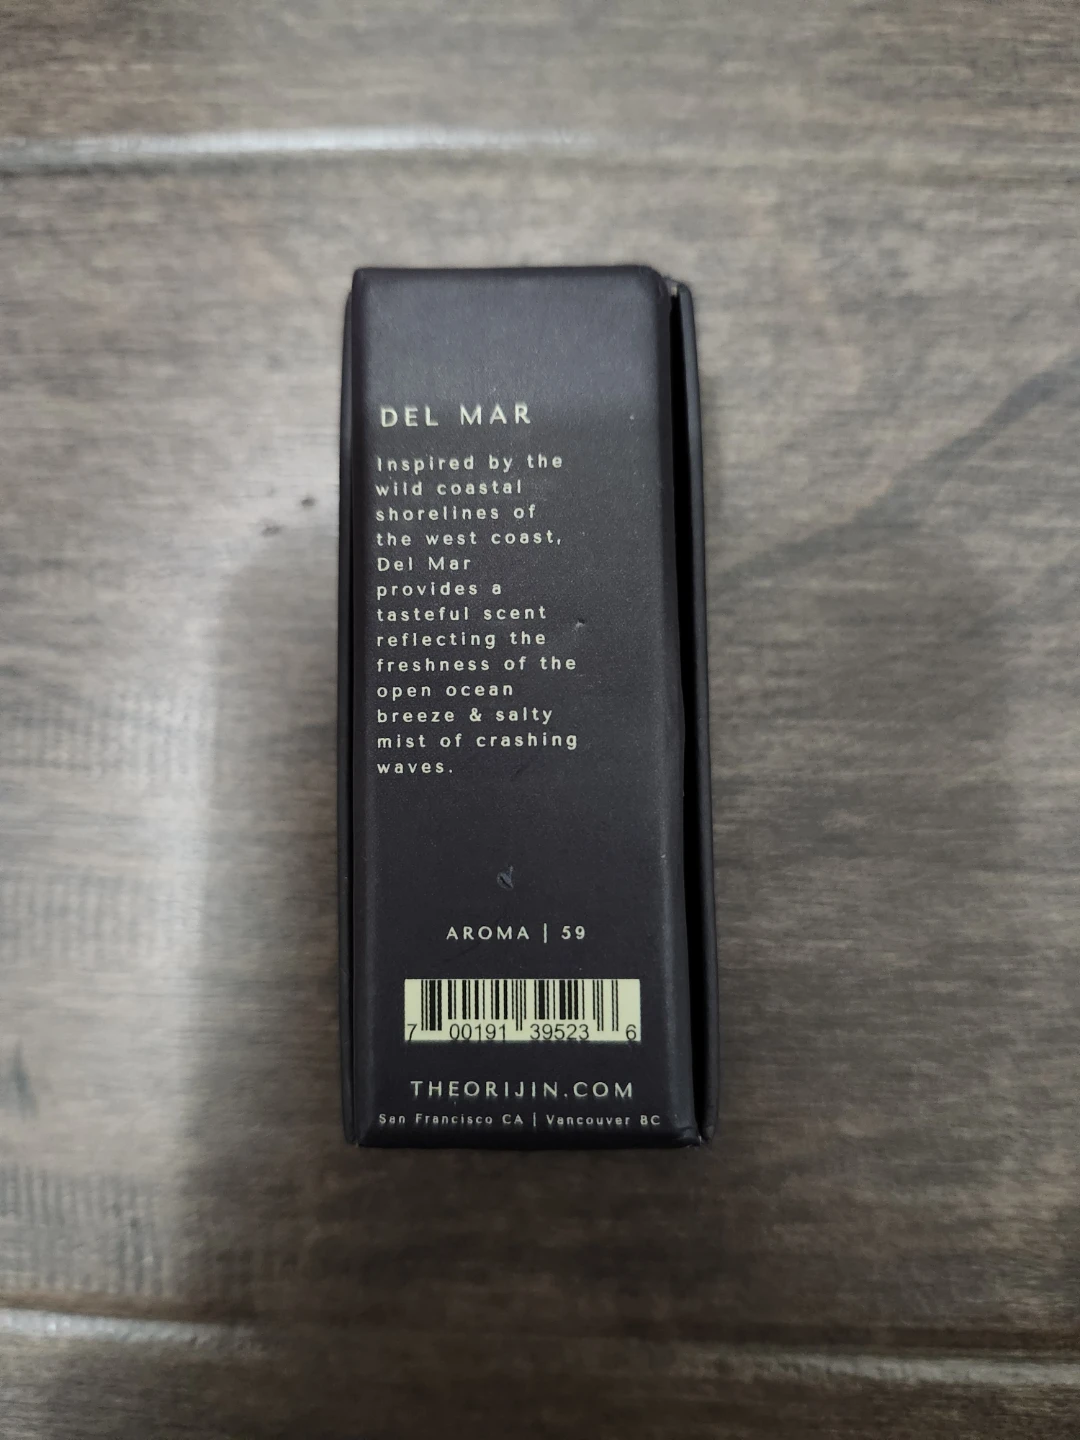 DEL MAR
Inspired by the
wild coastal
shorelines of
the west coast,
Del Mar
provides a
tasteful scent
reflecting the
freshness of the
open ocean
breeze & salty
mist of crashing
waves.
AROMA | 59
7 00191 39523 6
THEORIJIN.COM
San Francisco CA | Vancouver BC